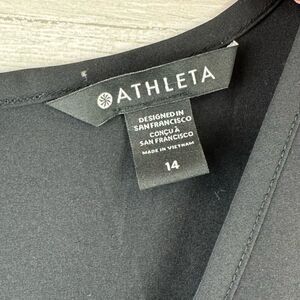 ATHLETA
DESIGNED IN
SAN FRANCISCO
CONÇU À
SAN FRANCISCO
MADE IN VIETNAM
14